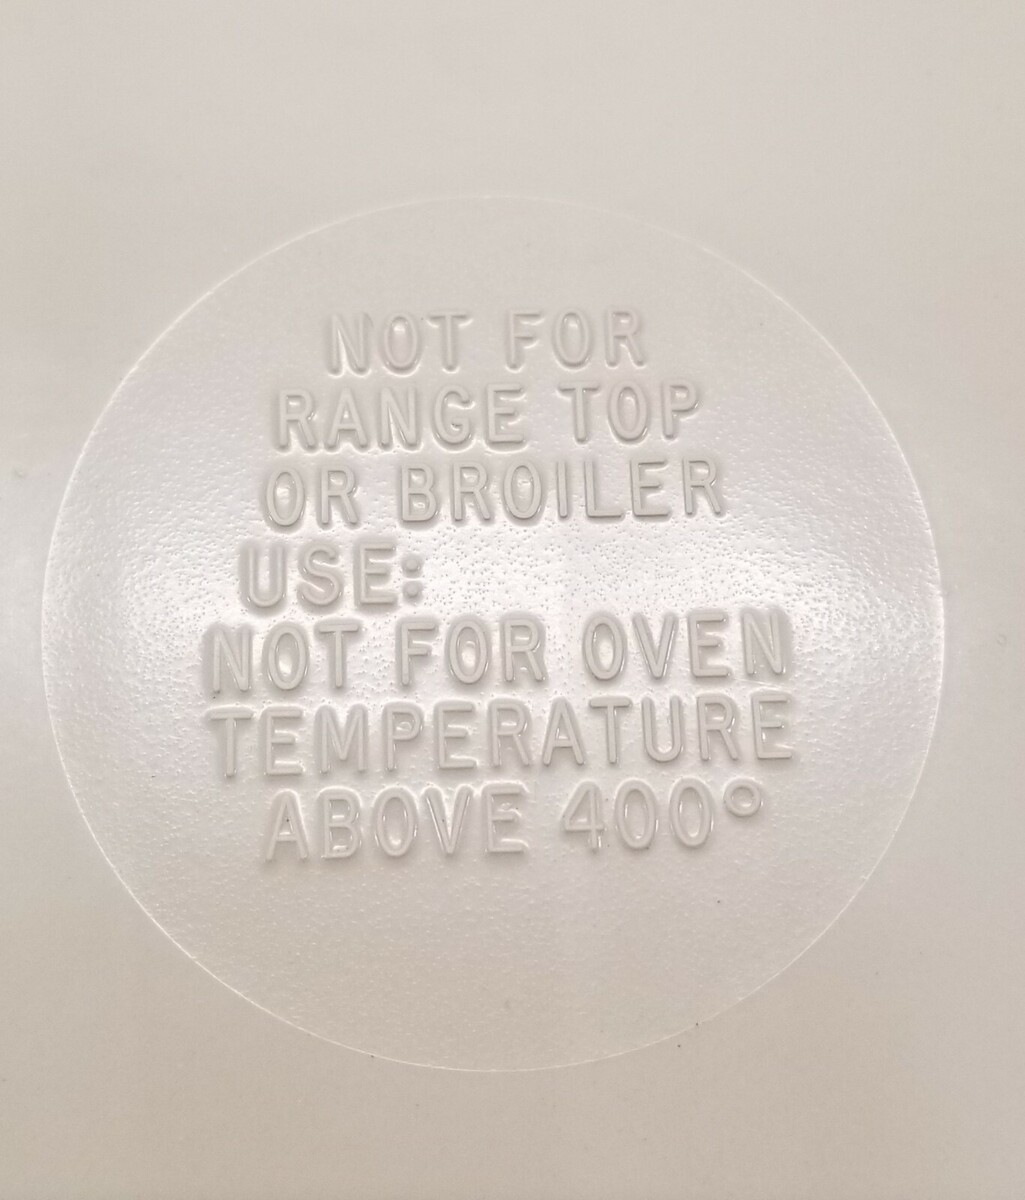 NOT FOR
RANGE TOP
OR BROILER
USE:
NOT FOR OVEN
TEMPERATURE
ABOVE 400°